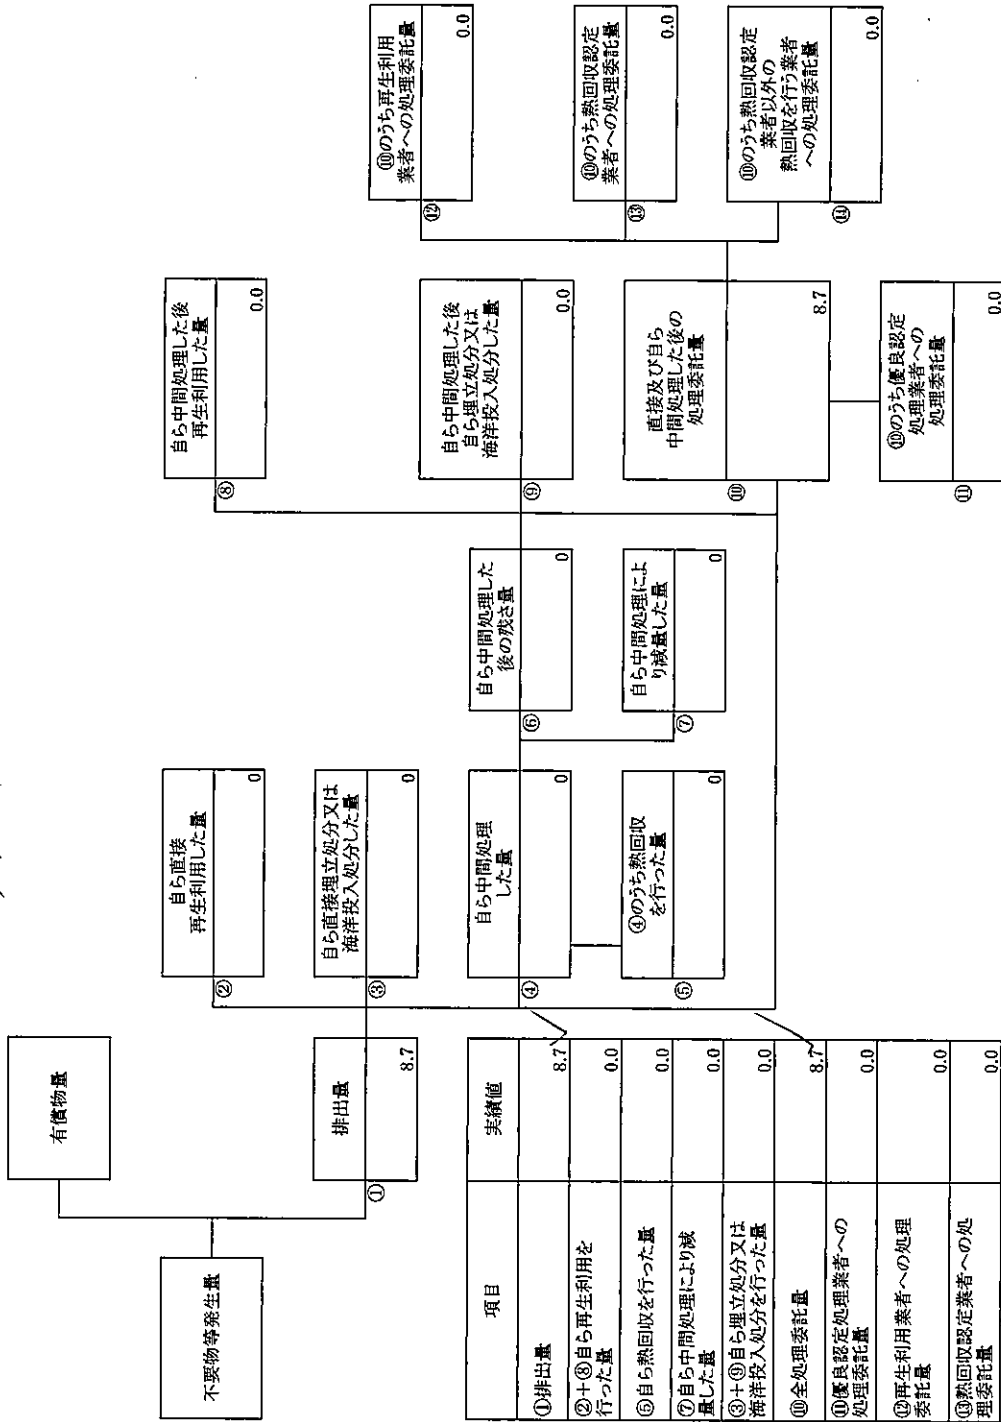 不要物等発生量
有償物量
排出量
①
8.7
自ら直接
再生利用した量
②
0
自ら直接埋立処分又は
海洋投入処分した量
③
0
自ら中間処理
した量
④
0
④のうち熱回収
を行った量
⑤
0
自ら中間処理した
後の残さ量
⑥
0
自ら中間処理によ
り減量した量
⑦
0
自ら中間処理した後
再生利用した量
⑧
0.0
自ら中間処理した後
自ら埋立処分又は
海洋投入処分した量
⑨
0.0
直接及び自ら
中間処理した後の
処理委託量
⑩
8.7
⑩のうち優良認定
処理業者への
処理委託量
⑪
0.0
⑩のうち再生利用
業者への処理委託量
⑫
0.0
⑩のうち熱回収認定
業者への処理委託量
⑬
0.0
⑩のうち熱回収認定
業者以外の
熱回収を行う業者
への処理委託量
⑭
0.0
項目 実績値
①排出量 8.7
②+⑧自ら再生利用を
行った量 0.0
⑤自ら熱回収を行った量 0.0
⑦自ら中間処理により減
量した量 0.0
③+⑨自ら埋立処分又は
海洋投入処分を行った量 0.0
⑩全処理委託量 8.7
⑪優良認定処理業者への
処理委託量 0.0
⑫再生利用業者への処理
委託量 0.0
⑬熱回収認定業者への処
理委託量 0.0